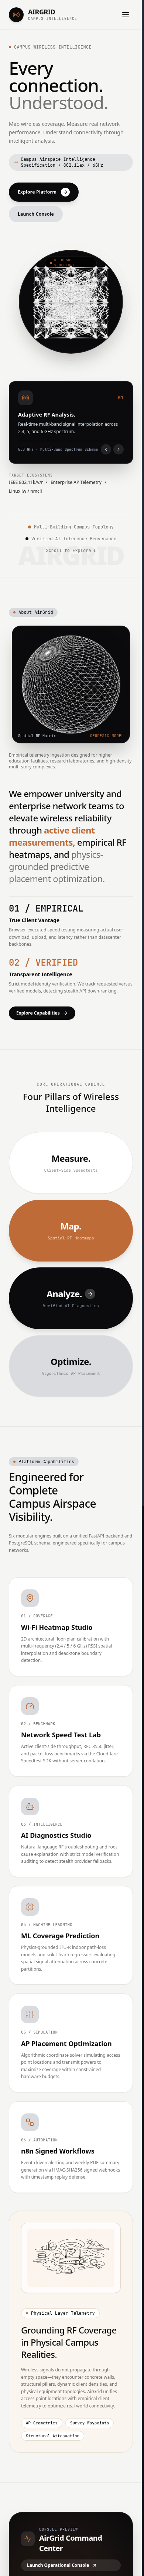 AIRGRID
CAMPUS INTELLIGENCE
CAMPUS WIRELESS INTELLIGENCE
Every
connection.
Understood.
Map wireless coverage. Measure real network
performance. Understand connectivity through
intelligent analysis.
Campus Airspace Intelligence
Specification • 802.11ax / 6GHz
Explore Platform
Launch Console
01
Adaptive RF Analysis.
Real-time multi-band signal interpolation across
2.4, 5, and 6 GHz spectrum.
5.0 GHz • Multi-Band Spectrum Schema
TARGET ECOSYSTEMS
IEEE 802.11k/v/r • Enterprise AP Telemetry •
Linux iw / nmcli
Multi-Building Campus Topology
Verified AI Inference Provenance
AIRGRID
Scroll to Explore ↓
About AirGrid
Spatial RF Matrix
GEODESIC MODEL
Empirical telemetry ingestion designed for higher
education facilities, research laboratories, and high-density
multi-story complexes.
We empower university and
enterprise network teams to
elevate wireless reliability
through active client
measurements, empirical RF
heatmaps, and physics-
grounded predictive
placement optimization.
01 / EMPIRICAL
True Client Vantage
Browser-executed speed testing measuring actual user
download, upload, and latency rather than datacenter
backbones.
02 / VERIFIED
Transparent Intelligence
Strict model identity verification. We track requested versus
verified models, detecting stealth API down-ranking.
Explore Capabilities →
CORE OPERATIONAL CADENCE
Four Pillars of Wireless
Intelligence
Measure.
Client-Side Speedtests
Map.
Spatial RF Heatmaps
Analyze. →
Verified AI Diagnostics
Optimize.
Algorithmic AP Placement
Platform Capabilities
Engineered for
Complete
Campus Airspace
Visibility.
Six modular engines built on a unified FastAPI backend and
PostgreSQL schema, engineered specifically for campus
networks.
01 / COVERAGE
Wi-Fi Heatmap Studio
2D architectural floor-plan calibration with
multi-frequency (2.4 / 5 / 6 GHz) RSSI spatial
interpolation and dead-zone boundary
detection.
02 / BENCHMARK
Network Speed Test Lab
Active client-side throughput, RFC 3550 jitter,
and packet loss benchmarks via the Cloudflare
Speedtest SDK without server conflation.
03 / INTELLIGENCE
AI Diagnostics Studio
Natural language RF troubleshooting and root
cause explanation with strict model verification
auditing to detect stealth provider fallbacks.
04 / MACHINE LEARNING
ML Coverage Prediction
Physics-grounded ITU-R indoor path-loss
models and scikit-learn regressors evaluating
spatial signal attenuation across concrete
partitions.
05 / SIMULATION
AP Placement Optimization
Algorithmic coordinate solver simulating access
point locations and transmit powers to
maximize coverage within constrained
hardware budgets.
06 / AUTOMATION
n8n Signed Workflows
Event-driven alerting and weekly PDF summary
generation via HMAC-SHA256 signed webhooks
with timestamp replay defense.
Physical Layer Telemetry
Grounding RF Coverage
in Physical Campus
Realities.
Wireless signals do not propagate through
empty space—they encounter concrete walls,
structural pillars, dynamic client densities, and
physical equipment topologies. AirGrid unifies
access point locations with empirical client
telemetry to optimize real-world connectivity.
AP Geometries
Survey Waypoints
Structural Attenuation
CONSOLE PREVIEW
AirGrid Command
Center
Launch Operational Console